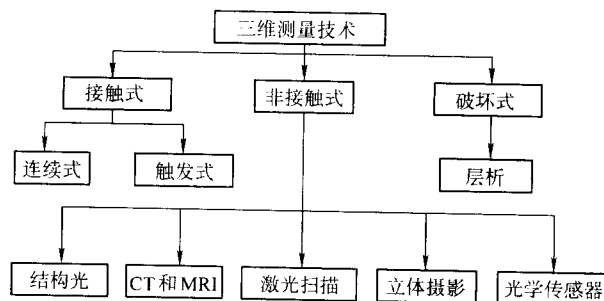 三维测量技术
接触式
非接触式
破坏式
连续式
触发式
层析
结构光
CT和MRI
激光扫描
立体摄影
光学传感器